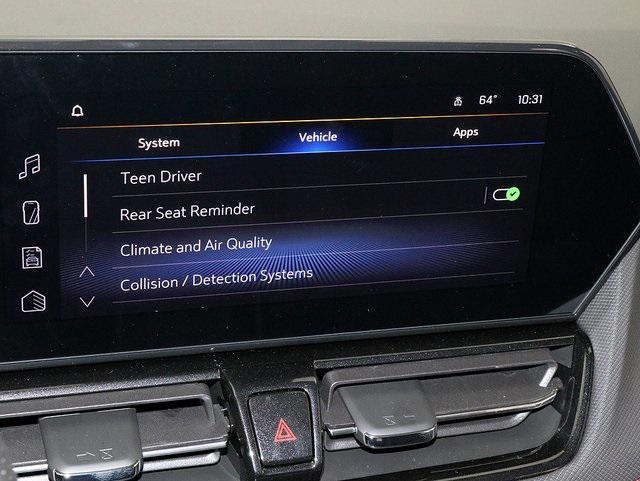 64° 10:31
System Vehicle Apps
Teen Driver
Rear Seat Reminder
Climate and Air Quality
Collision / Detection Systems